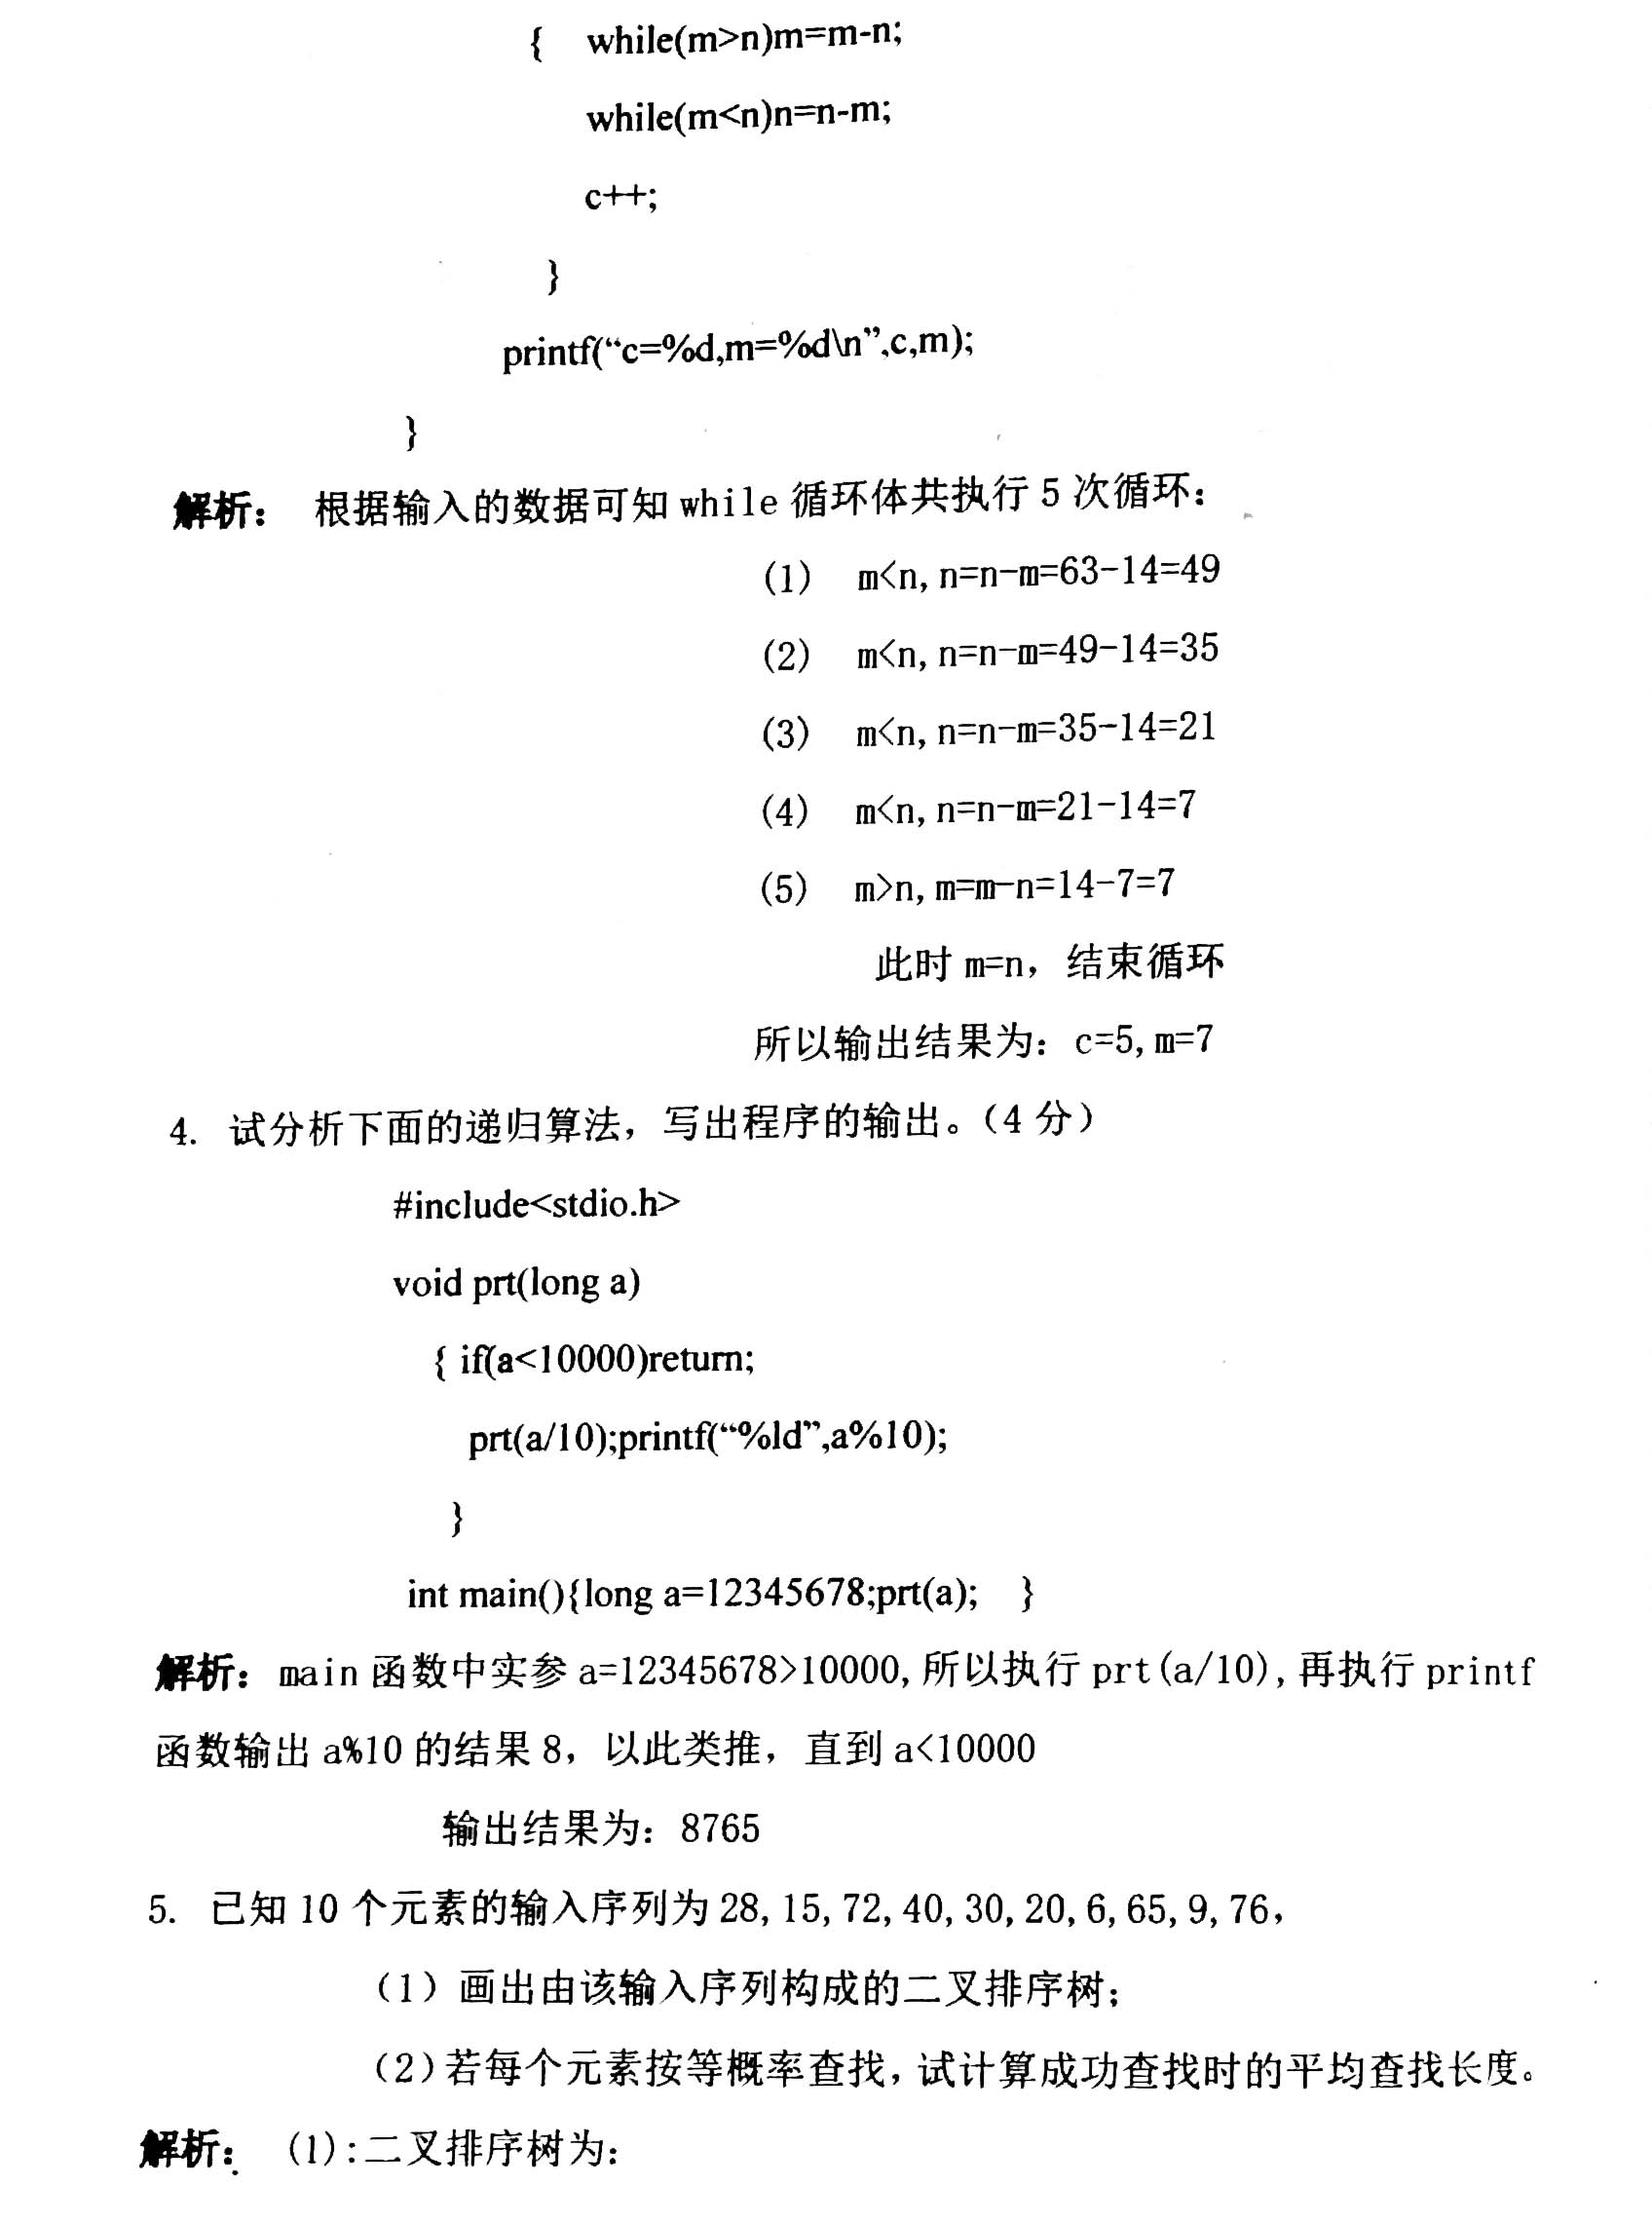 { while(m>n)m=m-n;
while(m<n)n=n-m;
c++;
}
printf(“c=%d,m=%d\n”,c,m);
}
解析： 根据输入的数据可知 while 循环体共执行 5 次循环：
(1) m<n, n=n-m=63-14=49
(2) m<n, n=n-m=49-14=35
(3) m<n, n=n-m=35-14=21
(4) m<n, n=n-m=21-14=7
(5) m>n, m=m-n=14-7=7
此时 m=n，结束循环
所以输出结果为：c=5, m=7
4. 试分析下面的递归算法，写出程序的输出。（4 分）
#include<stdio.h>
void prt(long a)
{ if(a<10000)return;
prt(a/10);printf(“%ld”,a%10);
}
int main(){long a=12345678;prt(a); }
解析：main 函数中实参 a=12345678>10000, 所以执行 prt(a/10), 再执行 printf
函数输出 a%10 的结果 8，以此类推，直到 a<10000
输出结果为：8765
5. 已知 10 个元素的输入序列为 28, 15, 72, 40, 30, 20, 6, 65, 9, 76，
（1）画出由该输入序列构成的二叉排序树；
（2）若每个元素按等概率查找，试计算成功查找时的平均查找长度。
解析： (1)：二叉排序树为：